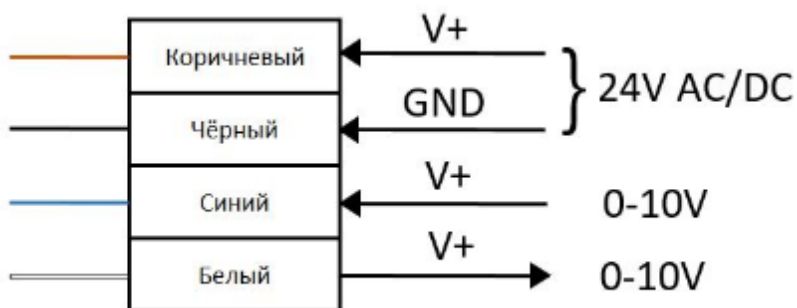 Коричневый V+
Чёрный GND 24V AC/DC
Синий V+ 0-10V
Белый V+ 0-10V